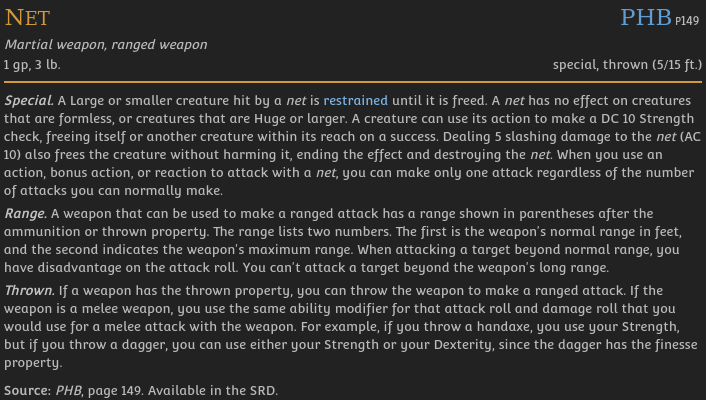 NET
PHB P149
Martial weapon, ranged weapon
1 gp, 3 lb.
special, thrown (5/15 ft.)
Special. A Large or smaller creature hit by a net is restrained until it is freed. A net has no effect on creatures
that are formless, or creatures that are Huge or larger. A creature can use its action to make a DC 10 Strength
check, freeing itself or another creature within its reach on a success. Dealing 5 slashing damage to the net (AC
10) also frees the creature without harming it, ending the effect and destroying the net. When you use an
action, bonus action, or reaction to attack with a net, you can make only one attack regardless of the number
of attacks you can normally make.
Range. A weapon that can be used to make a ranged attack has a range shown in parentheses after the
ammunition or thrown property. The range lists two numbers. The first is the weapon's normal range in feet,
and the second indicates the weapon's maximum range. When attacking a target beyond normal range, you
have disadvantage on the attack roll. You can't attack a target beyond the weapon's long range.
Thrown. If a weapon has the thrown property, you can throw the weapon to make a ranged attack. If the
weapon is a melee weapon, you use the same ability modifier for that attack roll and damage roll that you
would use for a melee attack with the weapon. For example, if you throw a handaxe, you use your Strength,
but if you throw a dagger, you can use either your Strength or your Dexterity, since the dagger has the finesse
property.
Source: PHB, page 149. Available in the SRD.